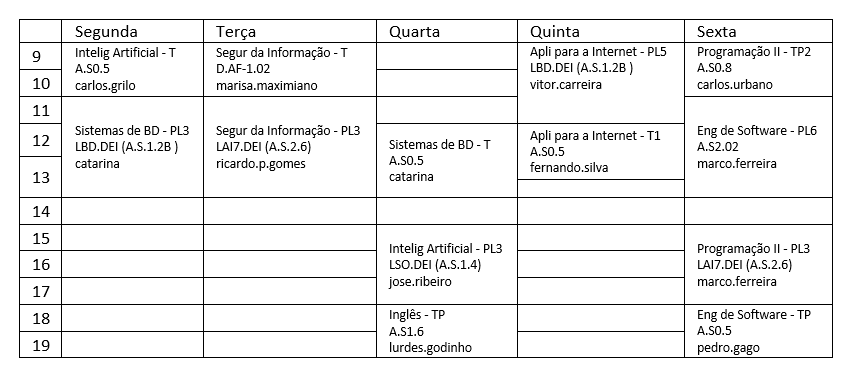 Segunda Terça Quarta Quinta Sexta
9
10
Intelig Artificial - T
A.S0.5
carlos.grilo
Segur da Informação - T
D.AF-1.02
marisa.maximiano
Apli para a Internet - PL5
LBD.DEI (A.S.1.2B )
vitor.carreira
Programação II - TP2
A.S0.8
carlos.urbano
11
12
13
Sistemas de BD - PL3
LBD.DEI (A.S.1.2B )
catarina
Segur da Informação - PL3
LAI7.DEI (A.S.2.6)
ricardo.p.gomes
Sistemas de BD - T
A.S0.5
catarina
Apli para a Internet - T1
A.S0.5
fernando.silva
Eng de Software - PL6
A.S2.02
marco.ferreira
14
15
16
17
Intelig Artificial - PL3
LSO.DEI (A.S.1.4)
jose.ribeiro
Programação II - PL3
LAI7.DEI (A.S.2.6)
marco.ferreira
18
19
Inglês - TP
A.S1.6
lurdes.godinho
Eng de Software - TP
A.S0.5
pedro.gago